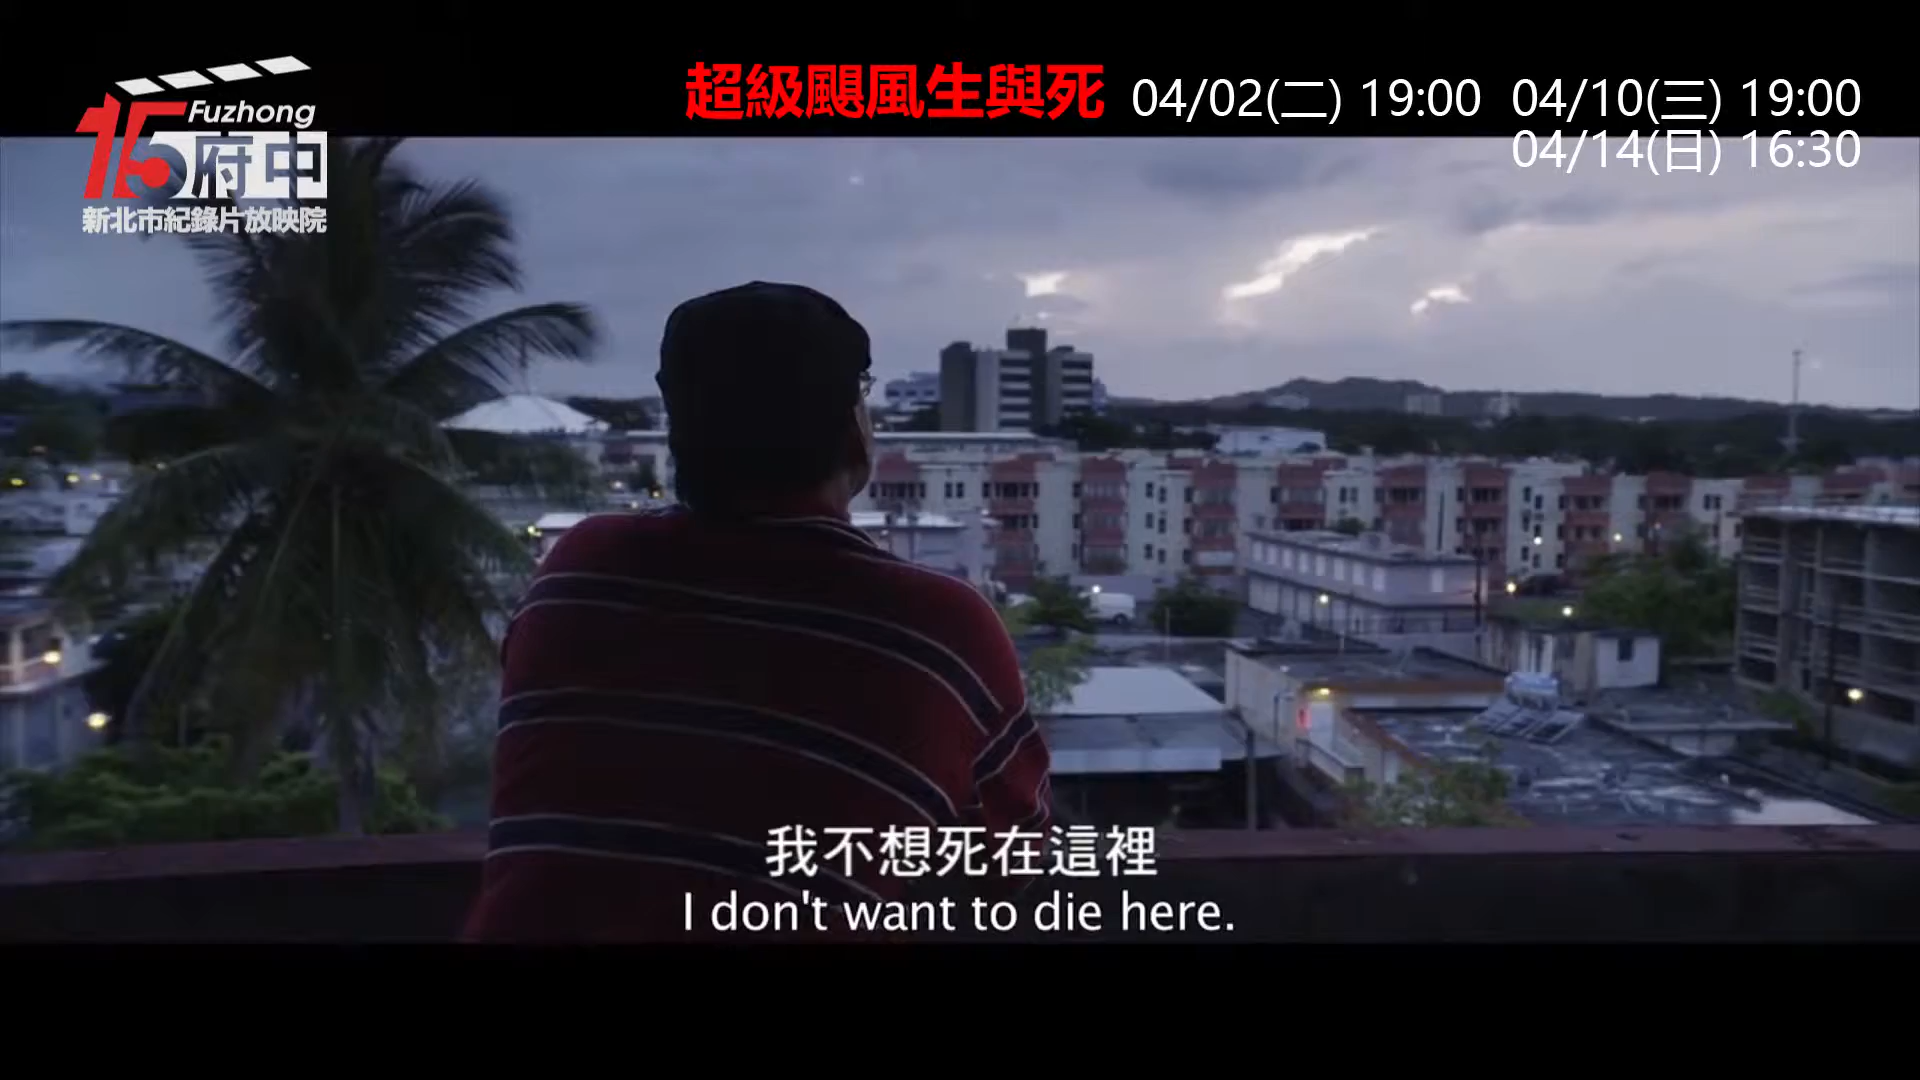 Fuzhong
15府中
新北市紀錄片放映院
超級颶風生與死 04/02(二) 19:00 04/10(三) 19:00
04/14(日) 16:30
我不想死在這裡
I don't want to die here.